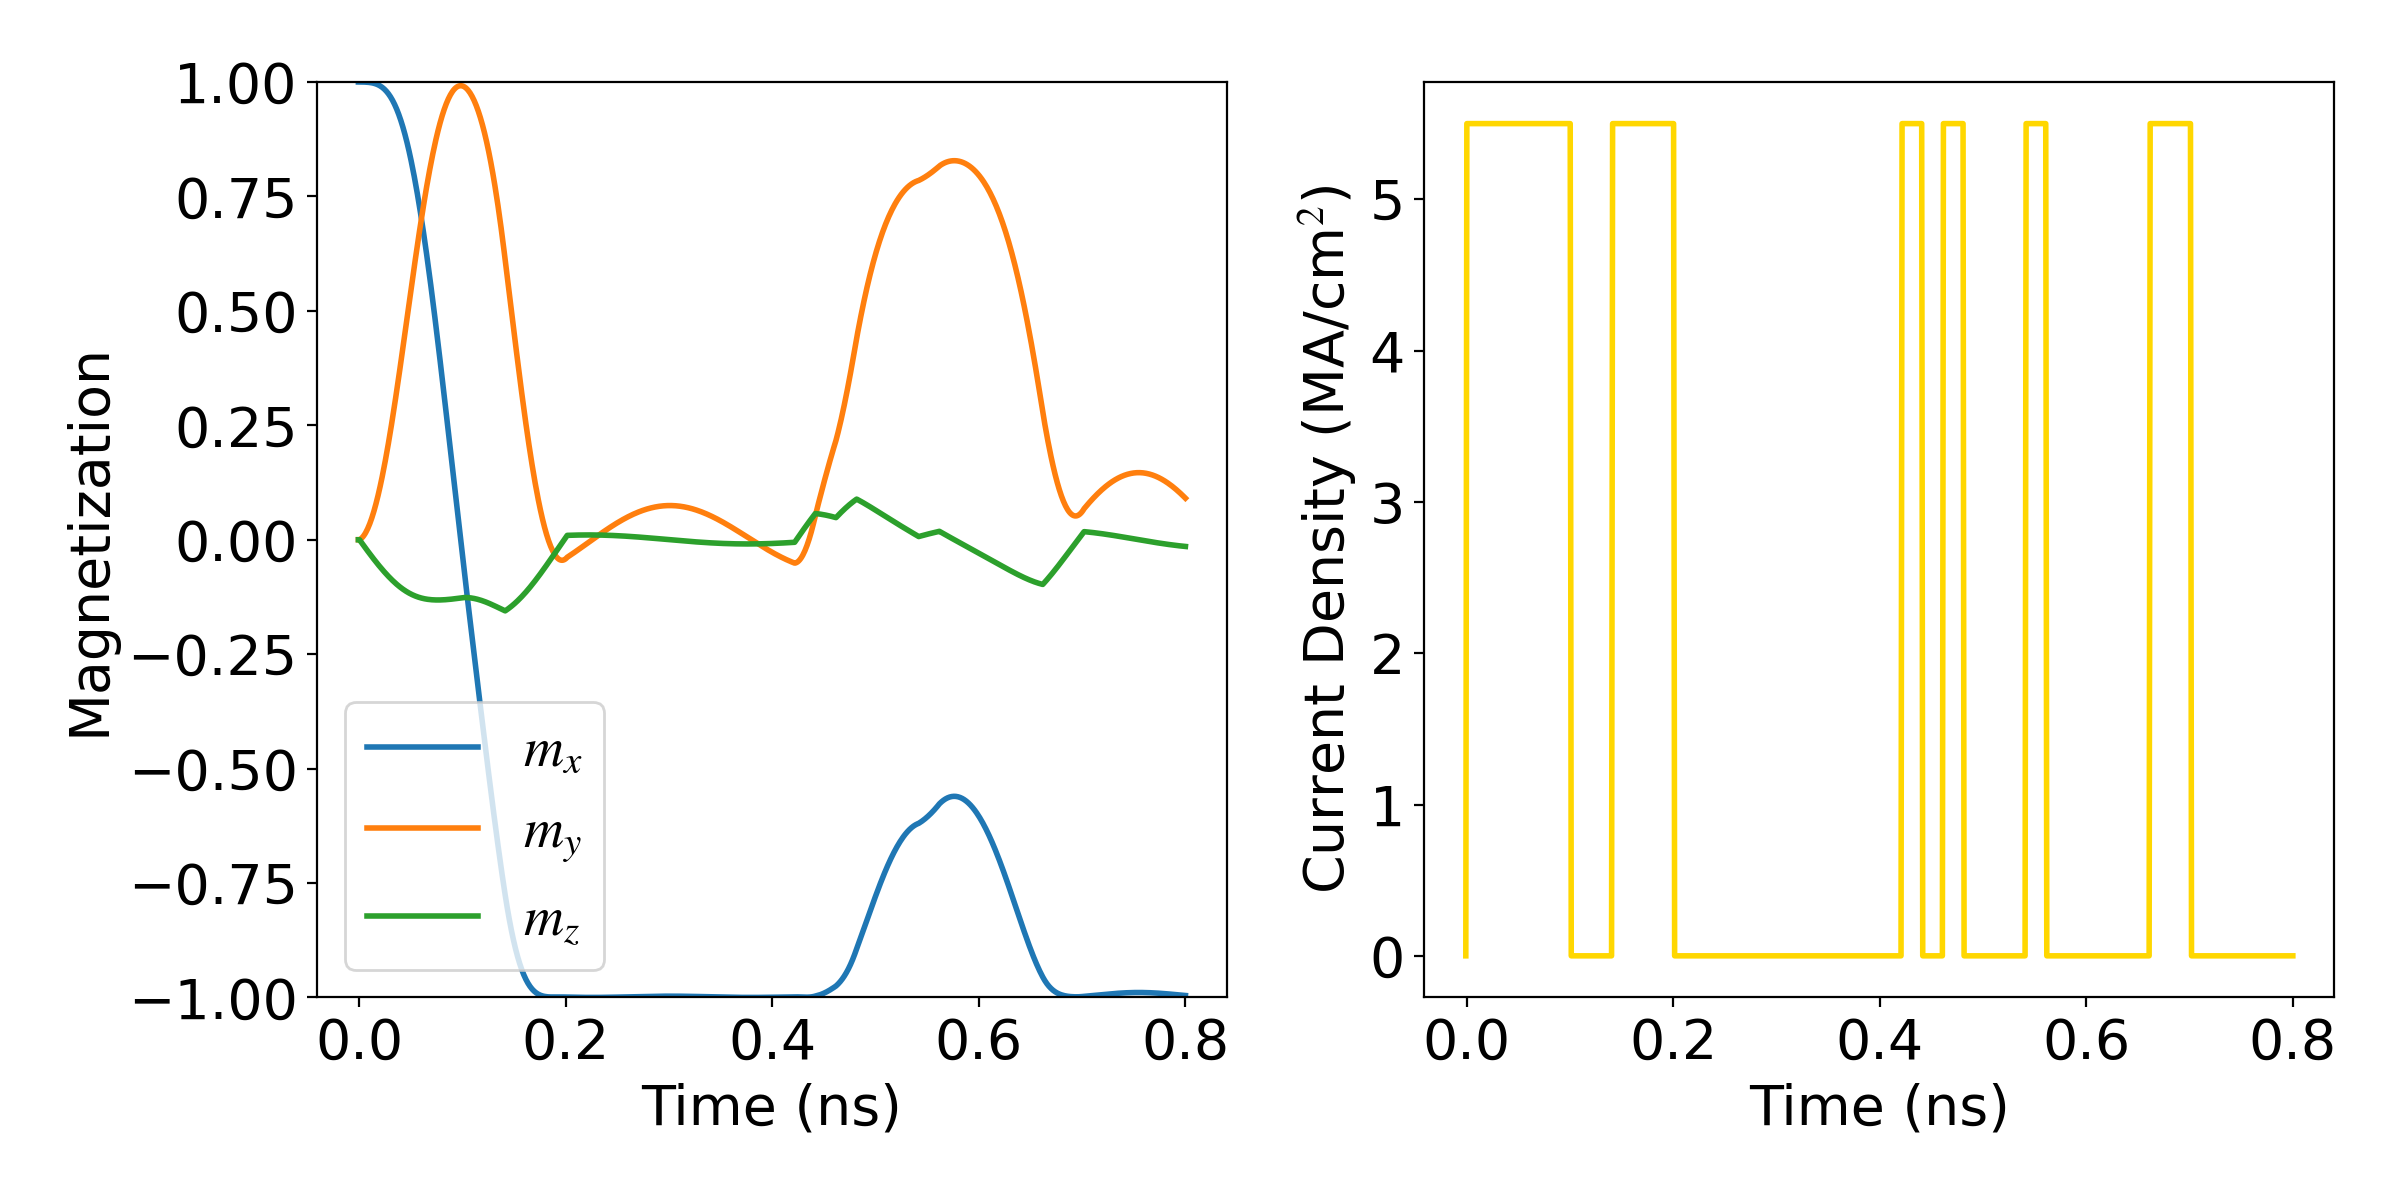 Magnetization
1.00
0.75
0.50
0.25
0.00
−0.25
−0.50
−0.75
−1.00
m_x
m_y
m_z
0.0 0.2 0.4 0.6 0.8
Time (ns)
Current Density (MA/cm²)
5
4
3
2
1
0
0.0 0.2 0.4 0.6 0.8
Time (ns)